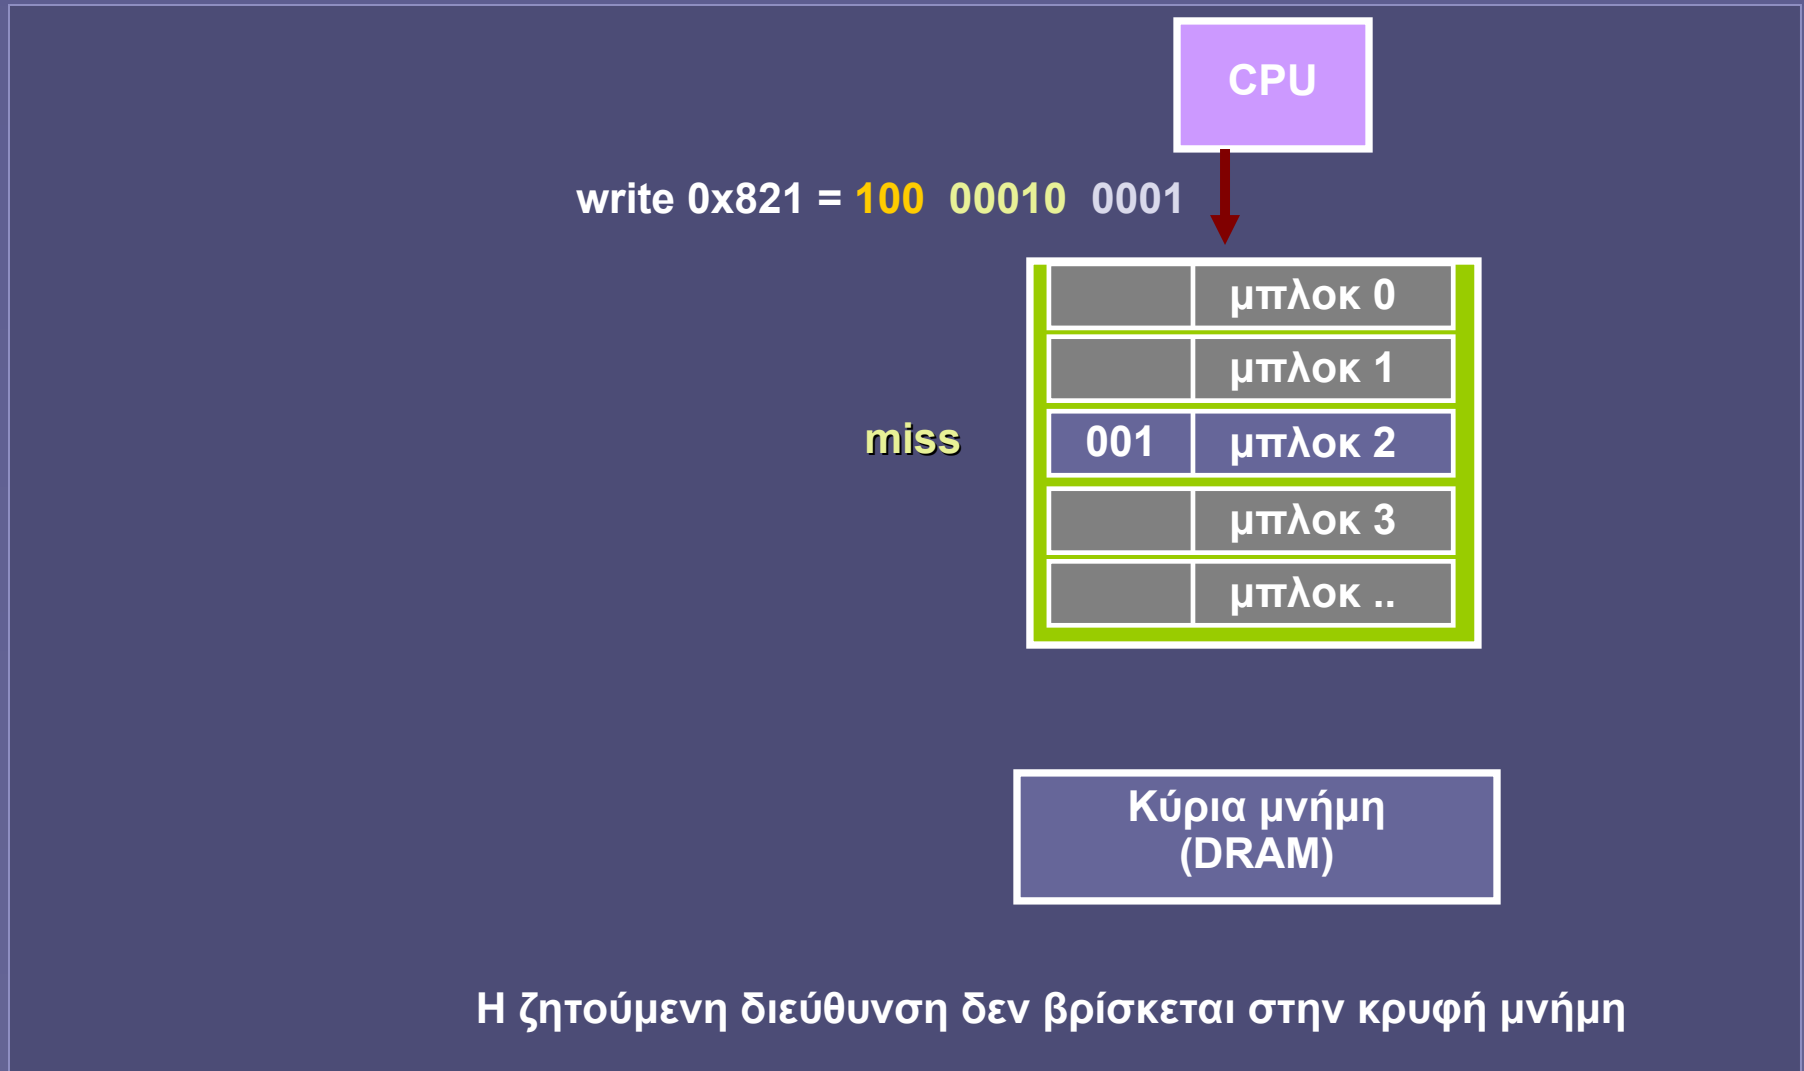 CPU
write 0x821 = 100 00010 0001
μπλοκ 0
μπλοκ 1
miss
001 μπλοκ 2
μπλοκ 3
μπλοκ ..
Κύρια μνήμη
(DRAM)
Η ζητούμενη διεύθυνση δεν βρίσκεται στην κρυφή μνήμη